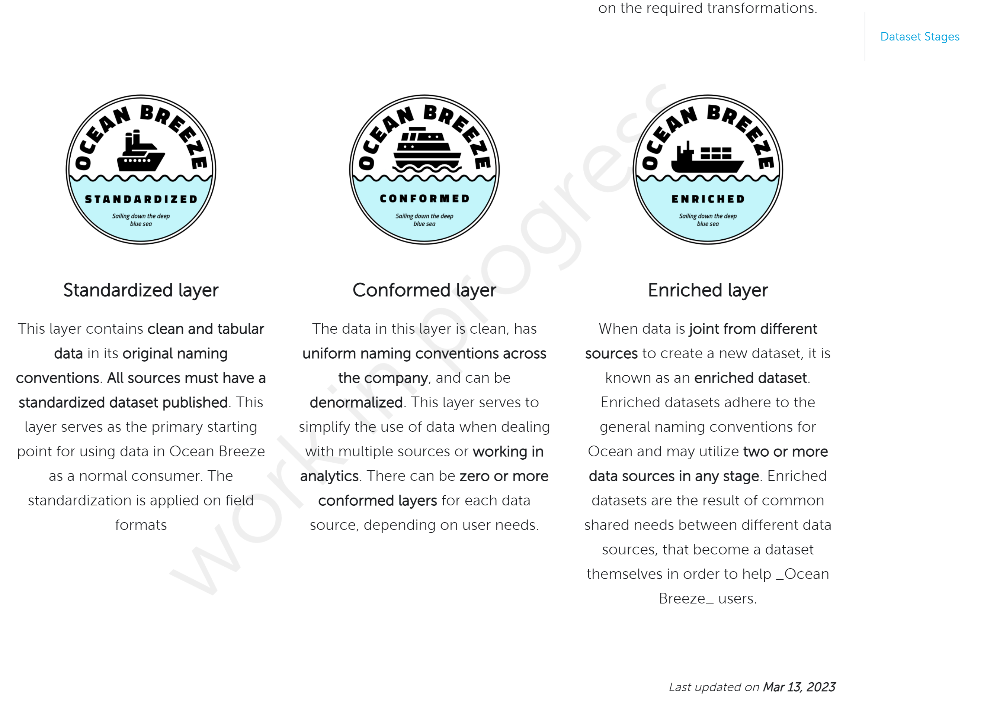 on the required transformations.
Dataset Stages
OCEAN BREEZE
STANDARDIZED
Sailing down the deep
blue sea
OCEAN BREEZE
CONFORMED
Sailing down the deep
blue sea
OCEAN BREEZE
ENRICHED
Sailing down the deep
blue sea
work in progress
Standardized layer
This layer contains clean and tabular
data in its original naming
conventions. All sources must have a
standardized dataset published. This
layer serves as the primary starting
point for using data in Ocean Breeze
as a normal consumer. The
standardization is applied on field
formats
Conformed layer
The data in this layer is clean, has
uniform naming conventions across
the company, and can be
denormalized. This layer serves to
simplify the use of data when dealing
with multiple sources or working in
analytics. There can be zero or more
conformed layers for each data
source, depending on user needs.
Enriched layer
When data is joint from different
sources to create a new dataset, it is
known as an enriched dataset.
Enriched datasets adhere to the
general naming conventions for
Ocean and may utilize two or more
data sources in any stage. Enriched
datasets are the result of common
shared needs between different data
sources, that become a dataset
themselves in order to help _Ocean
Breeze_ users.
Last updated on Mar 13, 2023